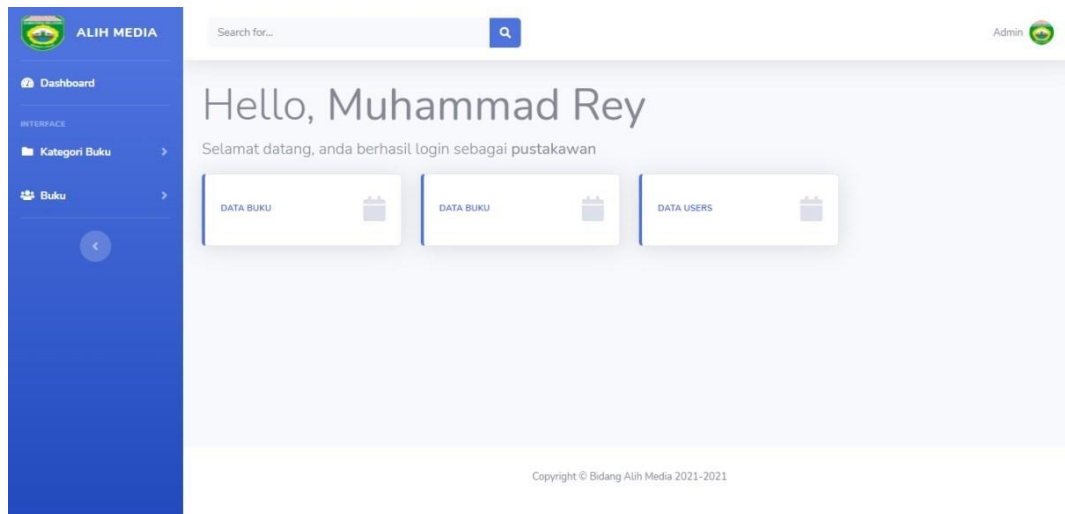 ALIH MEDIA
Search for...
Admin
Dashboard
INTERFACE
Kategori Buku
Buku
Hello, Muhammad Rey
Selamat datang, anda berhasil login sebagai pustakawan
DATA BUKU
DATA BUKU
DATA USERS
Copyright © Bidang Alih Media 2021-2021